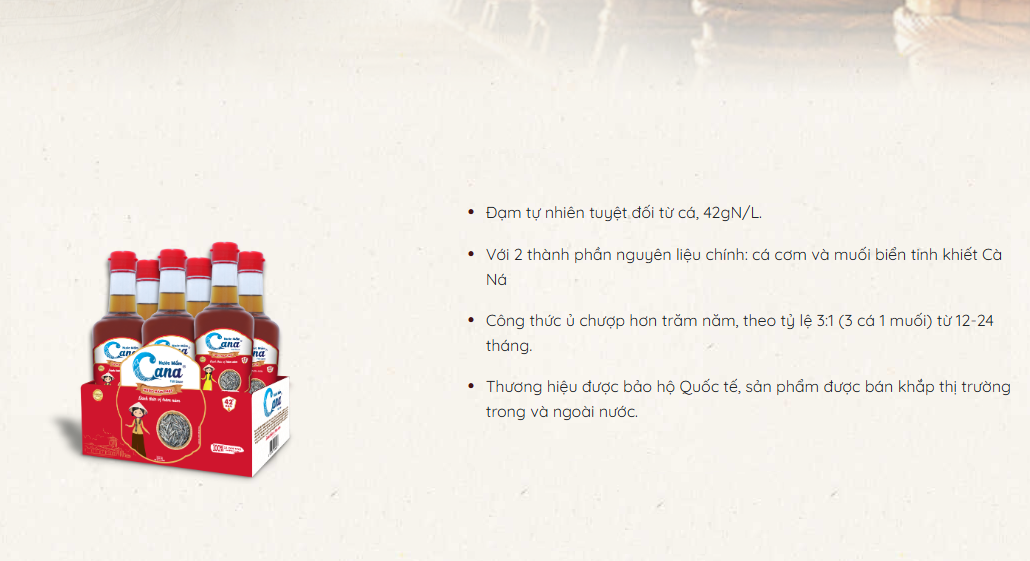 Đạm tự nhiên tuyệt đối từ cá, 42gN/L.
Với 2 thành phần nguyên liệu chính: cá cơm và muối biển tinh khiết Cà
Ná
Công thức ủ chượp hơn trăm năm, theo tỷ lệ 3:1 (3 cá 1 muối) từ 12-24
tháng.
Thương hiệu được bảo hộ Quốc tế, sản phẩm được bán khắp thị trường
trong và ngoài nước.
Nước Mắm
Cana
42
100%